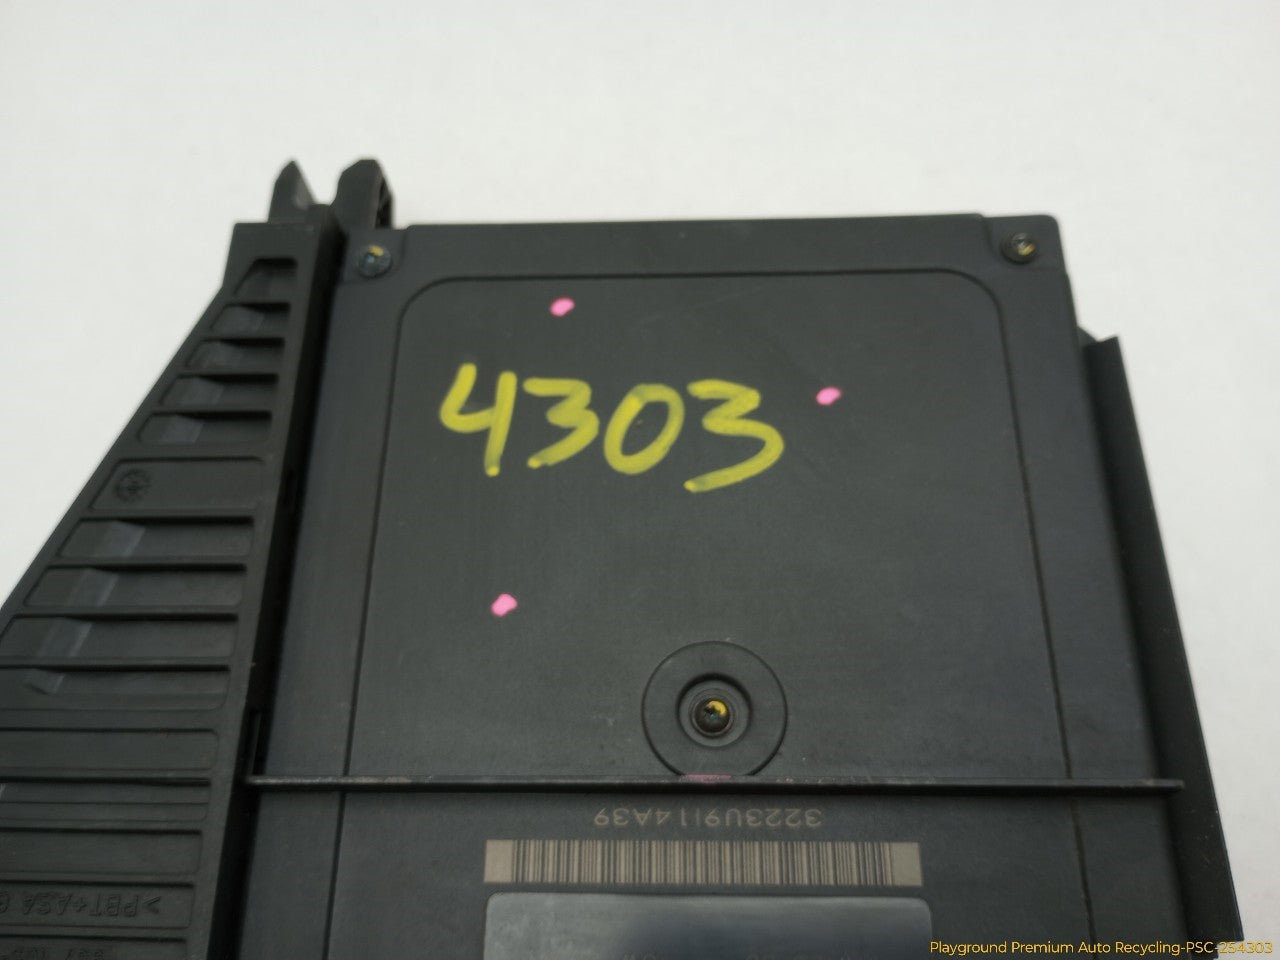 4303
3223U9114A39
>PBT+ASA
Playground Premium Auto Recycling-PSC-254303